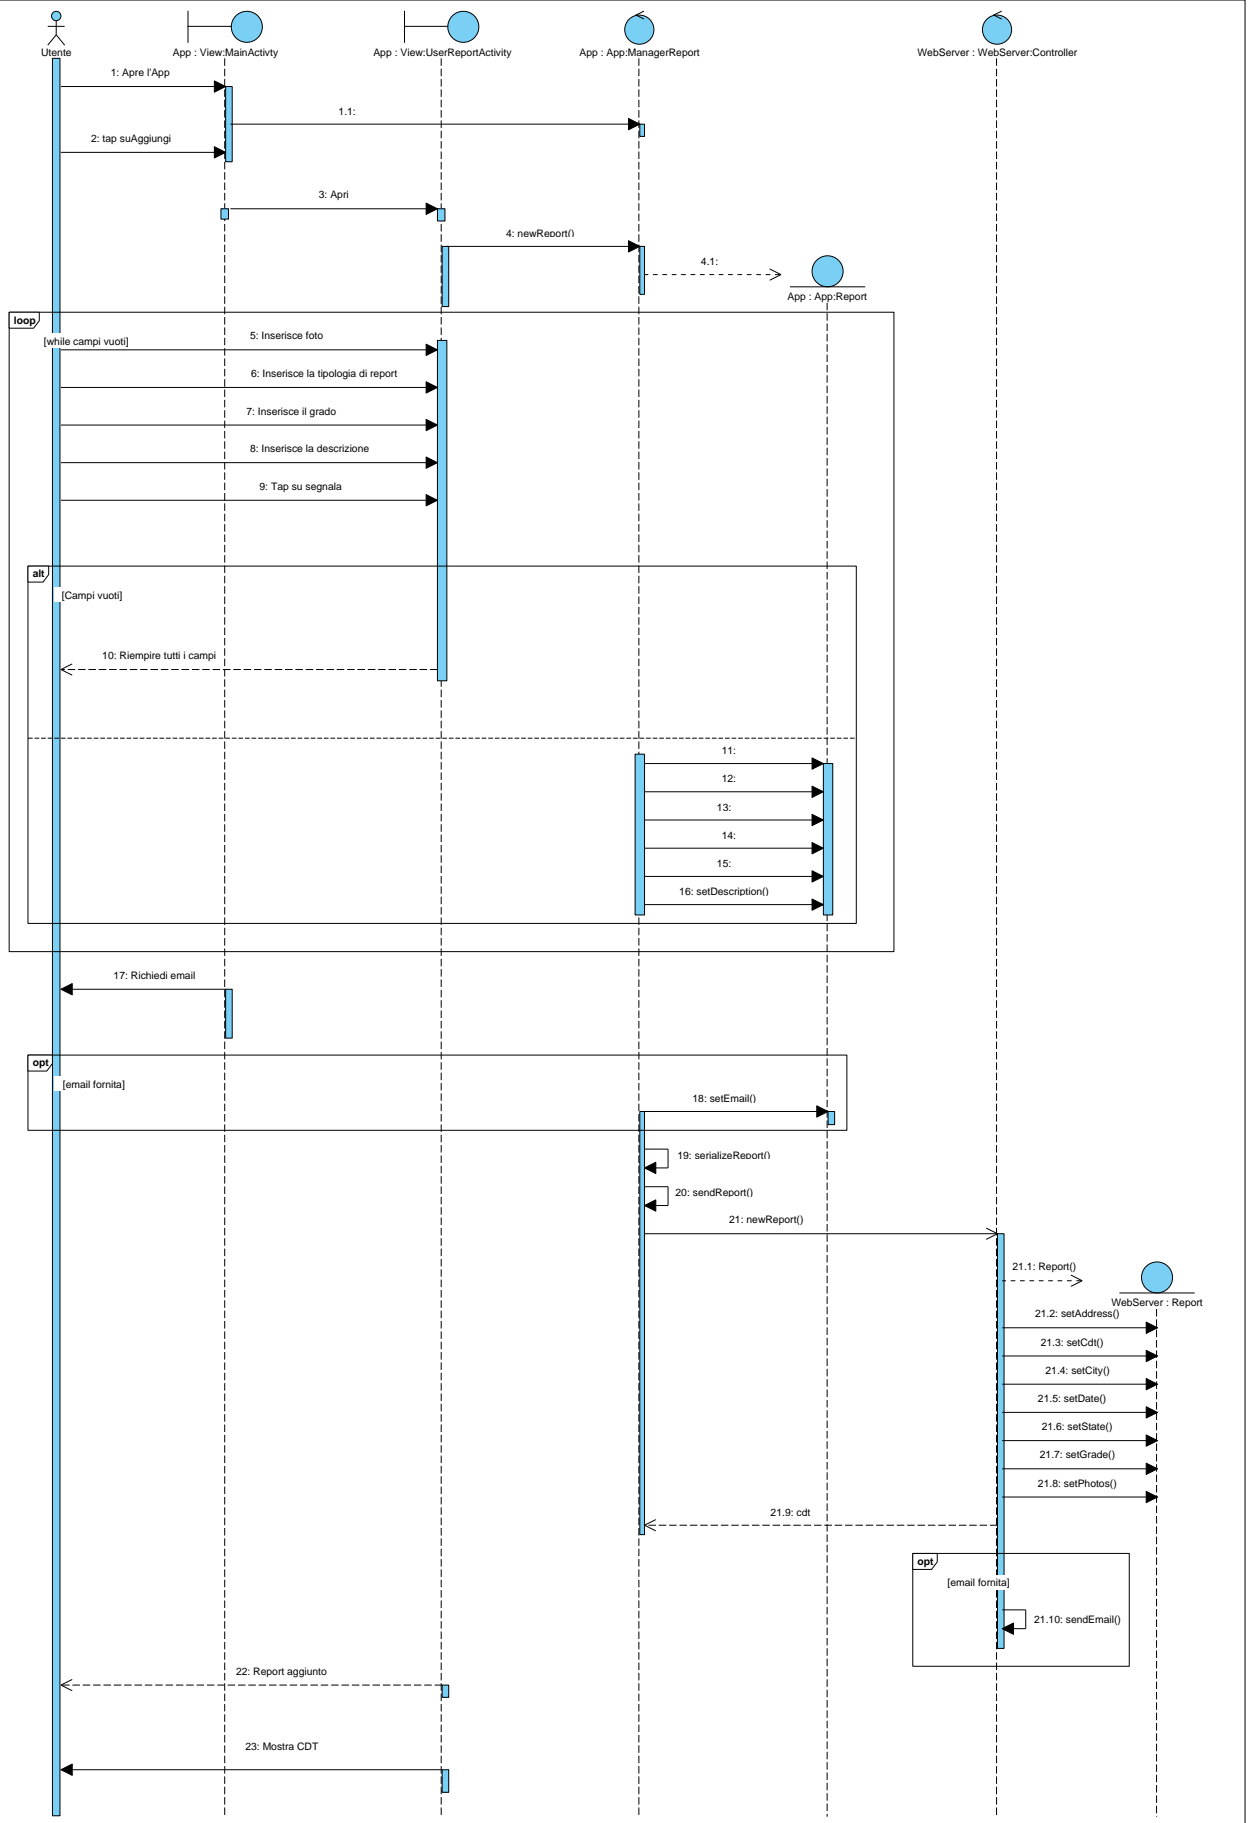 Utente
App : View:MainActivty
App : View:UserReportActivity
App : App:ManagerReport
WebServer : WebServer:Controller
1: Apre l'App
1.1:
2: tap suAggiungi
3: Apri
4: newReport()
4.1:
App : App:Report
loop
[while campi vuoti]
5: Inserisce foto
6: Inserisce la tipologia di report
7: Inserisce il grado
8: Inserisce la descrizione
9: Tap su segnala
alt
[Campi vuoti]
10: Riempire tutti i campi
11:
12:
13:
14:
15:
16: setDescription()
17: Richiedi email
opt
[email fornita]
18: setEmail()
19: serializeReport()
20: sendReport()
21: newReport()
21.1: Report()
WebServer : Report
21.2: setAddress()
21.3: setCdt()
21.4: setCity()
21.5: setDate()
21.6: setState()
21.7: setGrade()
21.8: setPhotos()
21.9: cdt
opt
[email fornita]
21.10: sendEmail()
22: Report aggiunto
23: Mostra CDT